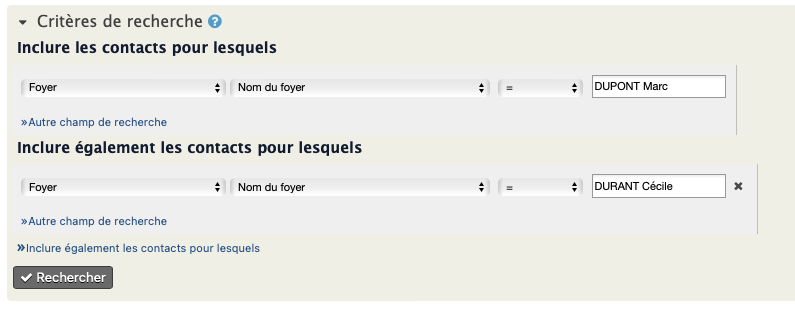 Critères de recherche ?
Inclure les contacts pour lesquels
Foyer Nom du foyer = DUPONT Marc
»Autre champ de recherche
Inclure également les contacts pour lesquels
Foyer Nom du foyer = DURANT Cécile ✖
»Autre champ de recherche
»Inclure également les contacts pour lesquels
✔ Rechercher